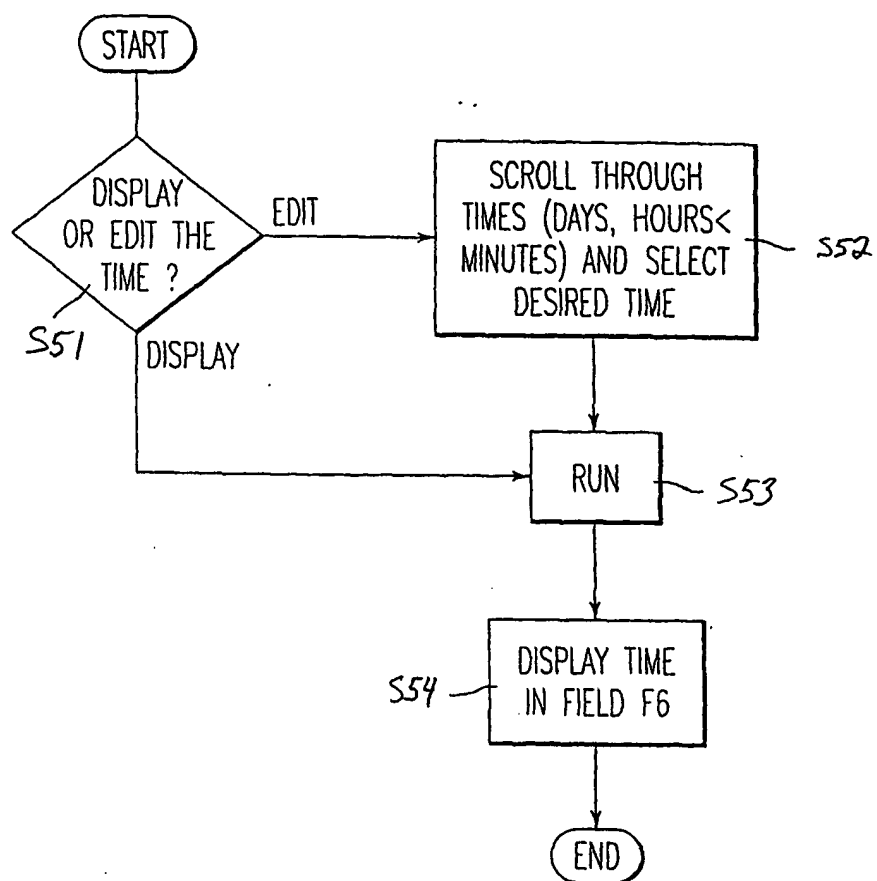 START
DISPLAY
OR EDIT THE
TIME ?
S51
EDIT
DISPLAY
SCROLL THROUGH
TIMES (DAYS, HOURS<
MINUTES) AND SELECT
DESIRED TIME
S52
RUN
S53
DISPLAY TIME
IN FIELD F6
S54
END